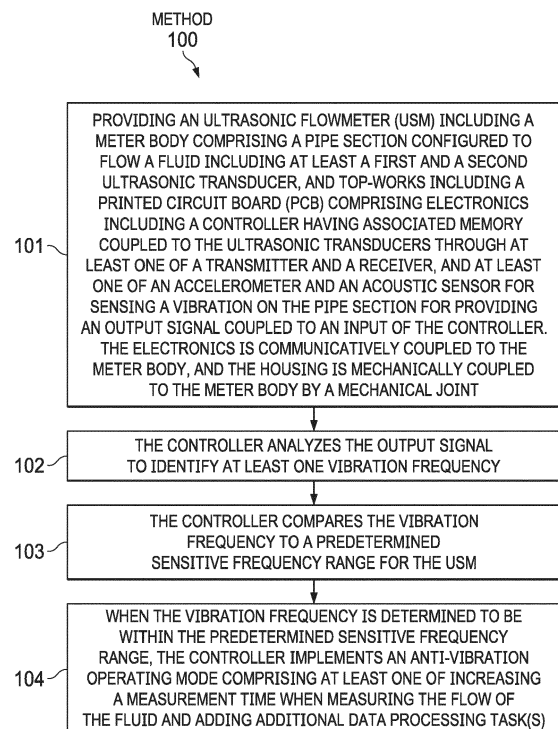 METHOD
100
PROVIDING AN ULTRASONIC FLOWMETER (USM) INCLUDING A
METER BODY COMPRISING A PIPE SECTION CONFIGURED TO
FLOW A FLUID INCLUDING AT LEAST A FIRST AND A SECOND
ULTRASONIC TRANSDUCER, AND TOP-WORKS INCLUDING A
PRINTED CIRCUIT BOARD (PCB) COMPRISING ELECTRONICS
INCLUDING A CONTROLLER HAVING ASSOCIATED MEMORY
COUPLED TO THE ULTRASONIC TRANSDUCERS THROUGH AT
LEAST ONE OF A TRANSMITTER AND A RECEIVER, AND AT LEAST
ONE OF AN ACCELEROMETER AND AN ACOUSTIC SENSOR FOR
SENSING A VIBRATION ON THE PIPE SECTION FOR PROVIDING
AN OUTPUT SIGNAL COUPLED TO AN INPUT OF THE CONTROLLER.
THE ELECTRONICS IS COMMUNICATIVELY COUPLED TO THE
METER BODY, AND THE HOUSING IS MECHANICALLY COUPLED
TO THE METER BODY BY A MECHANICAL JOINT
101
THE CONTROLLER ANALYZES THE OUTPUT SIGNAL
TO IDENTIFY AT LEAST ONE VIBRATION FREQUENCY
102
THE CONTROLLER COMPARES THE VIBRATION
FREQUENCY TO A PREDETERMINED
SENSITIVE FREQUENCY RANGE FOR THE USM
103
WHEN THE VIBRATION FREQUENCY IS DETERMINED TO BE
WITHIN THE PREDETERMINED SENSITIVE FREQUENCY
RANGE, THE CONTROLLER IMPLEMENTS AN ANTI-VIBRATION
OPERATING MODE COMPRISING AT LEAST ONE OF INCREASING
A MEASUREMENT TIME WHEN MEASURING THE FLOW OF
THE FLUID AND ADDING ADDITIONAL DATA PROCESSING TASK(S)
104